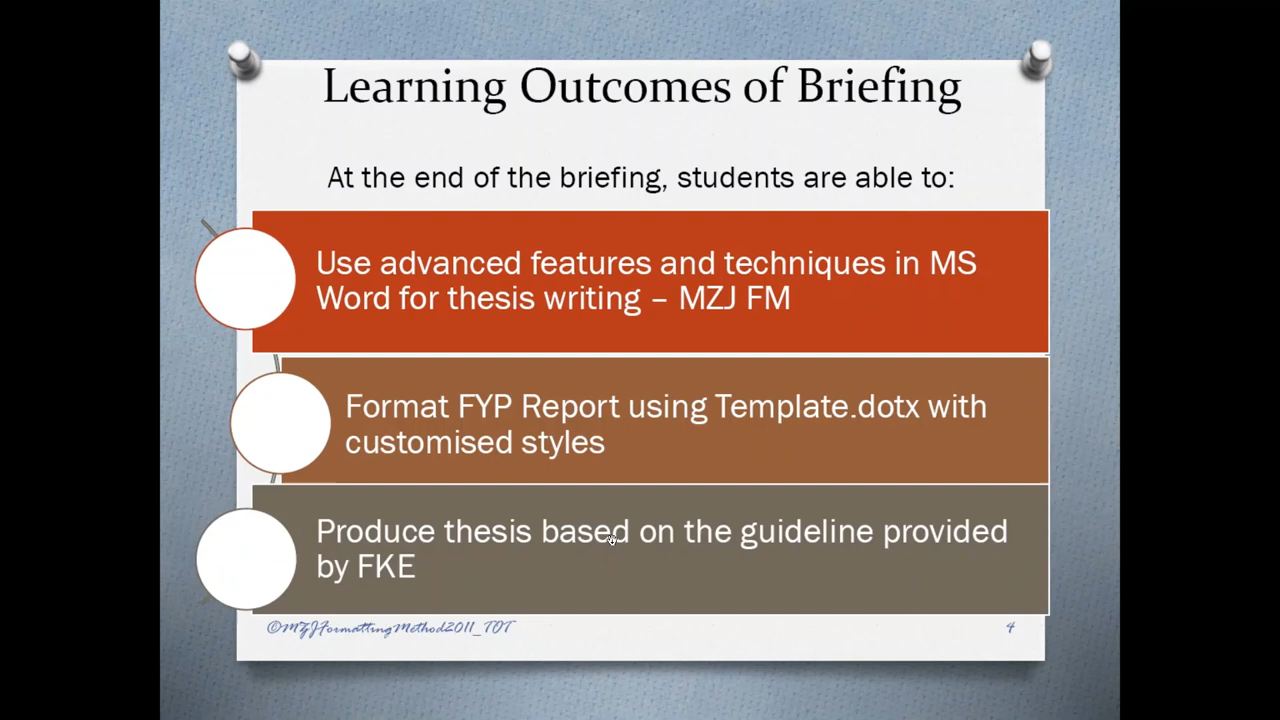 Learning Outcomes of Briefing
At the end of the briefing, students are able to:
Use advanced features and techniques in MS
Word for thesis writing – MZJ FM
Format FYP Report using Template.dotx with
customised styles
Produce thesis based on the guideline provided
by FKE
©MZJFormattingMethod2011_TOT
4